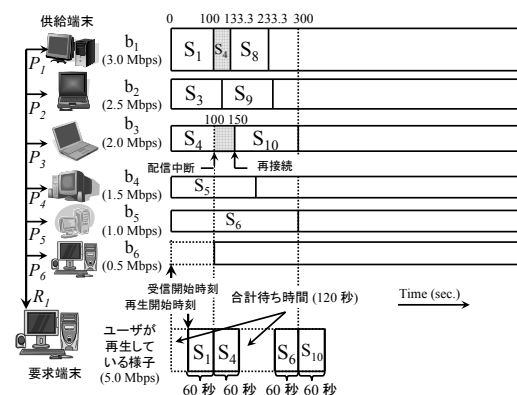 供給端末
0 100 133.3 233.3 300
P1
b1
(3.0 Mbps)
S1 S4 S8
P2
b2
(2.5 Mbps)
S3 S9
P3
b3
(2.0 Mbps)
100 150
S4 S10
配信中断
再接続
P4
b4
(1.5 Mbps)
S5
P5
b5
(1.0 Mbps)
S6
P6
b6
(0.5 Mbps)
R1
受信開始時刻
再生開始時刻
合計待ち時間 (120 秒)
Time (sec.)
ユーザが
再生して
いる様子
(5.0 Mbps)
要求端末
S1 S4 S6 S10
60 秒 60 秒 60 秒 60 秒